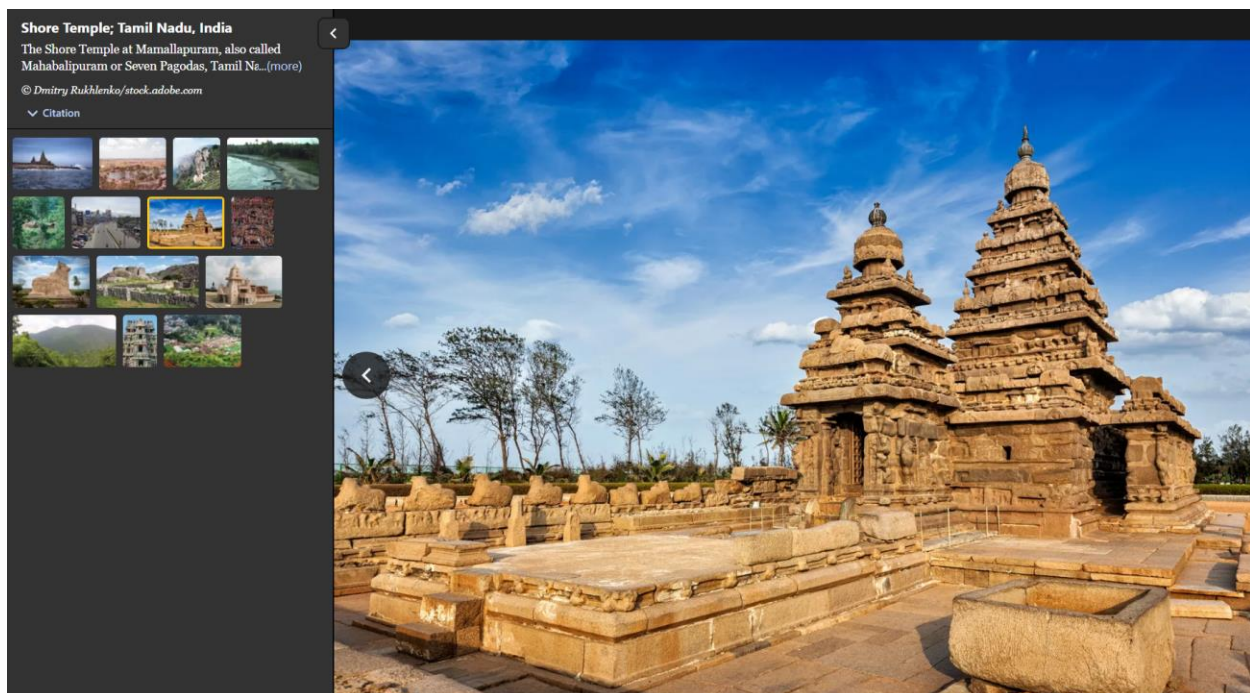 Shore Temple; Tamil Nadu, India
The Shore Temple at Mamallapuram, also called
Mahabalipuram or Seven Pagodas, Tamil Na...(more)
© Dmitry Rukhlenko/stock.adobe.com
Citation